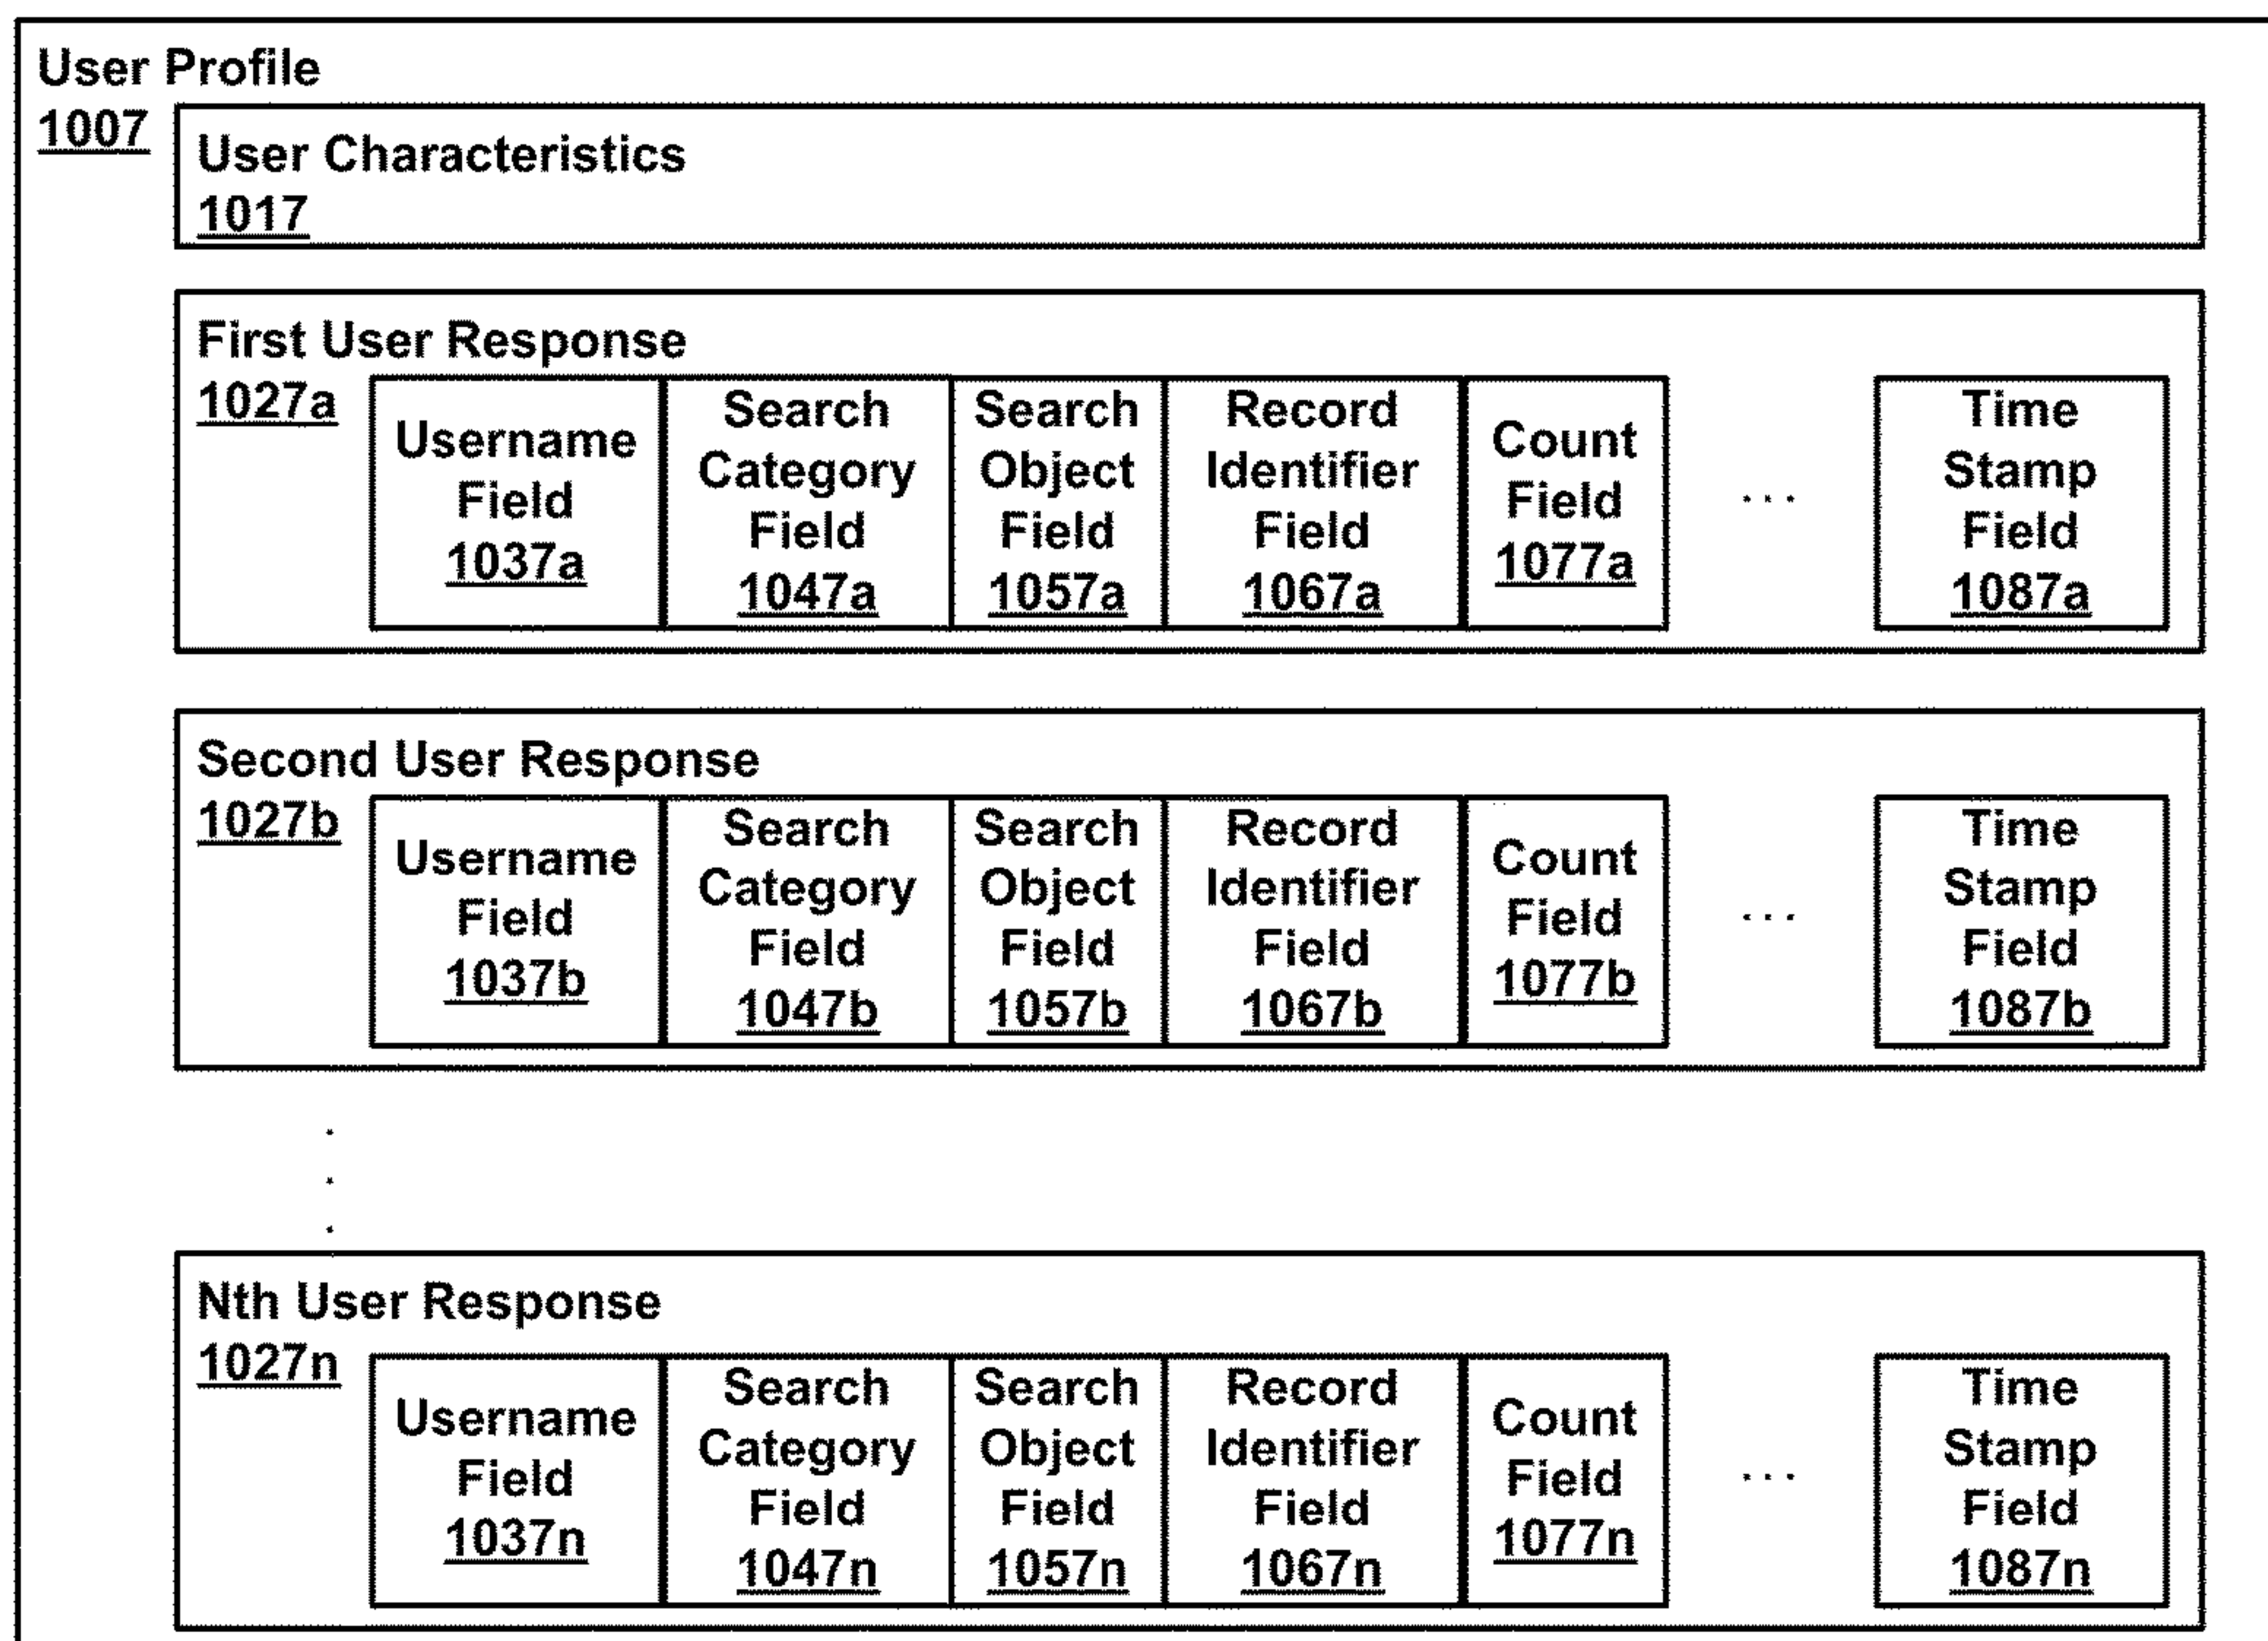 User Profile
1007
User Characteristics
1017
First User Response
1027a
Username
Field
1037a
Search
Category
Field
1047a
Search
Object
Field
1057a
Record
Identifier
Field
1067a
Count
Field
1077a
. . .
Time
Stamp
Field
1087a
Second User Response
1027b
Username
Field
1037b
Search
Category
Field
1047b
Search
Object
Field
1057b
Record
Identifier
Field
1067b
Count
Field
1077b
. . .
Time
Stamp
Field
1087b
.
.
.
Nth User Response
1027n
Username
Field
1037n
Search
Category
Field
1047n
Search
Object
Field
1057n
Record
Identifier
Field
1067n
Count
Field
1077n
. . .
Time
Stamp
Field
1087n